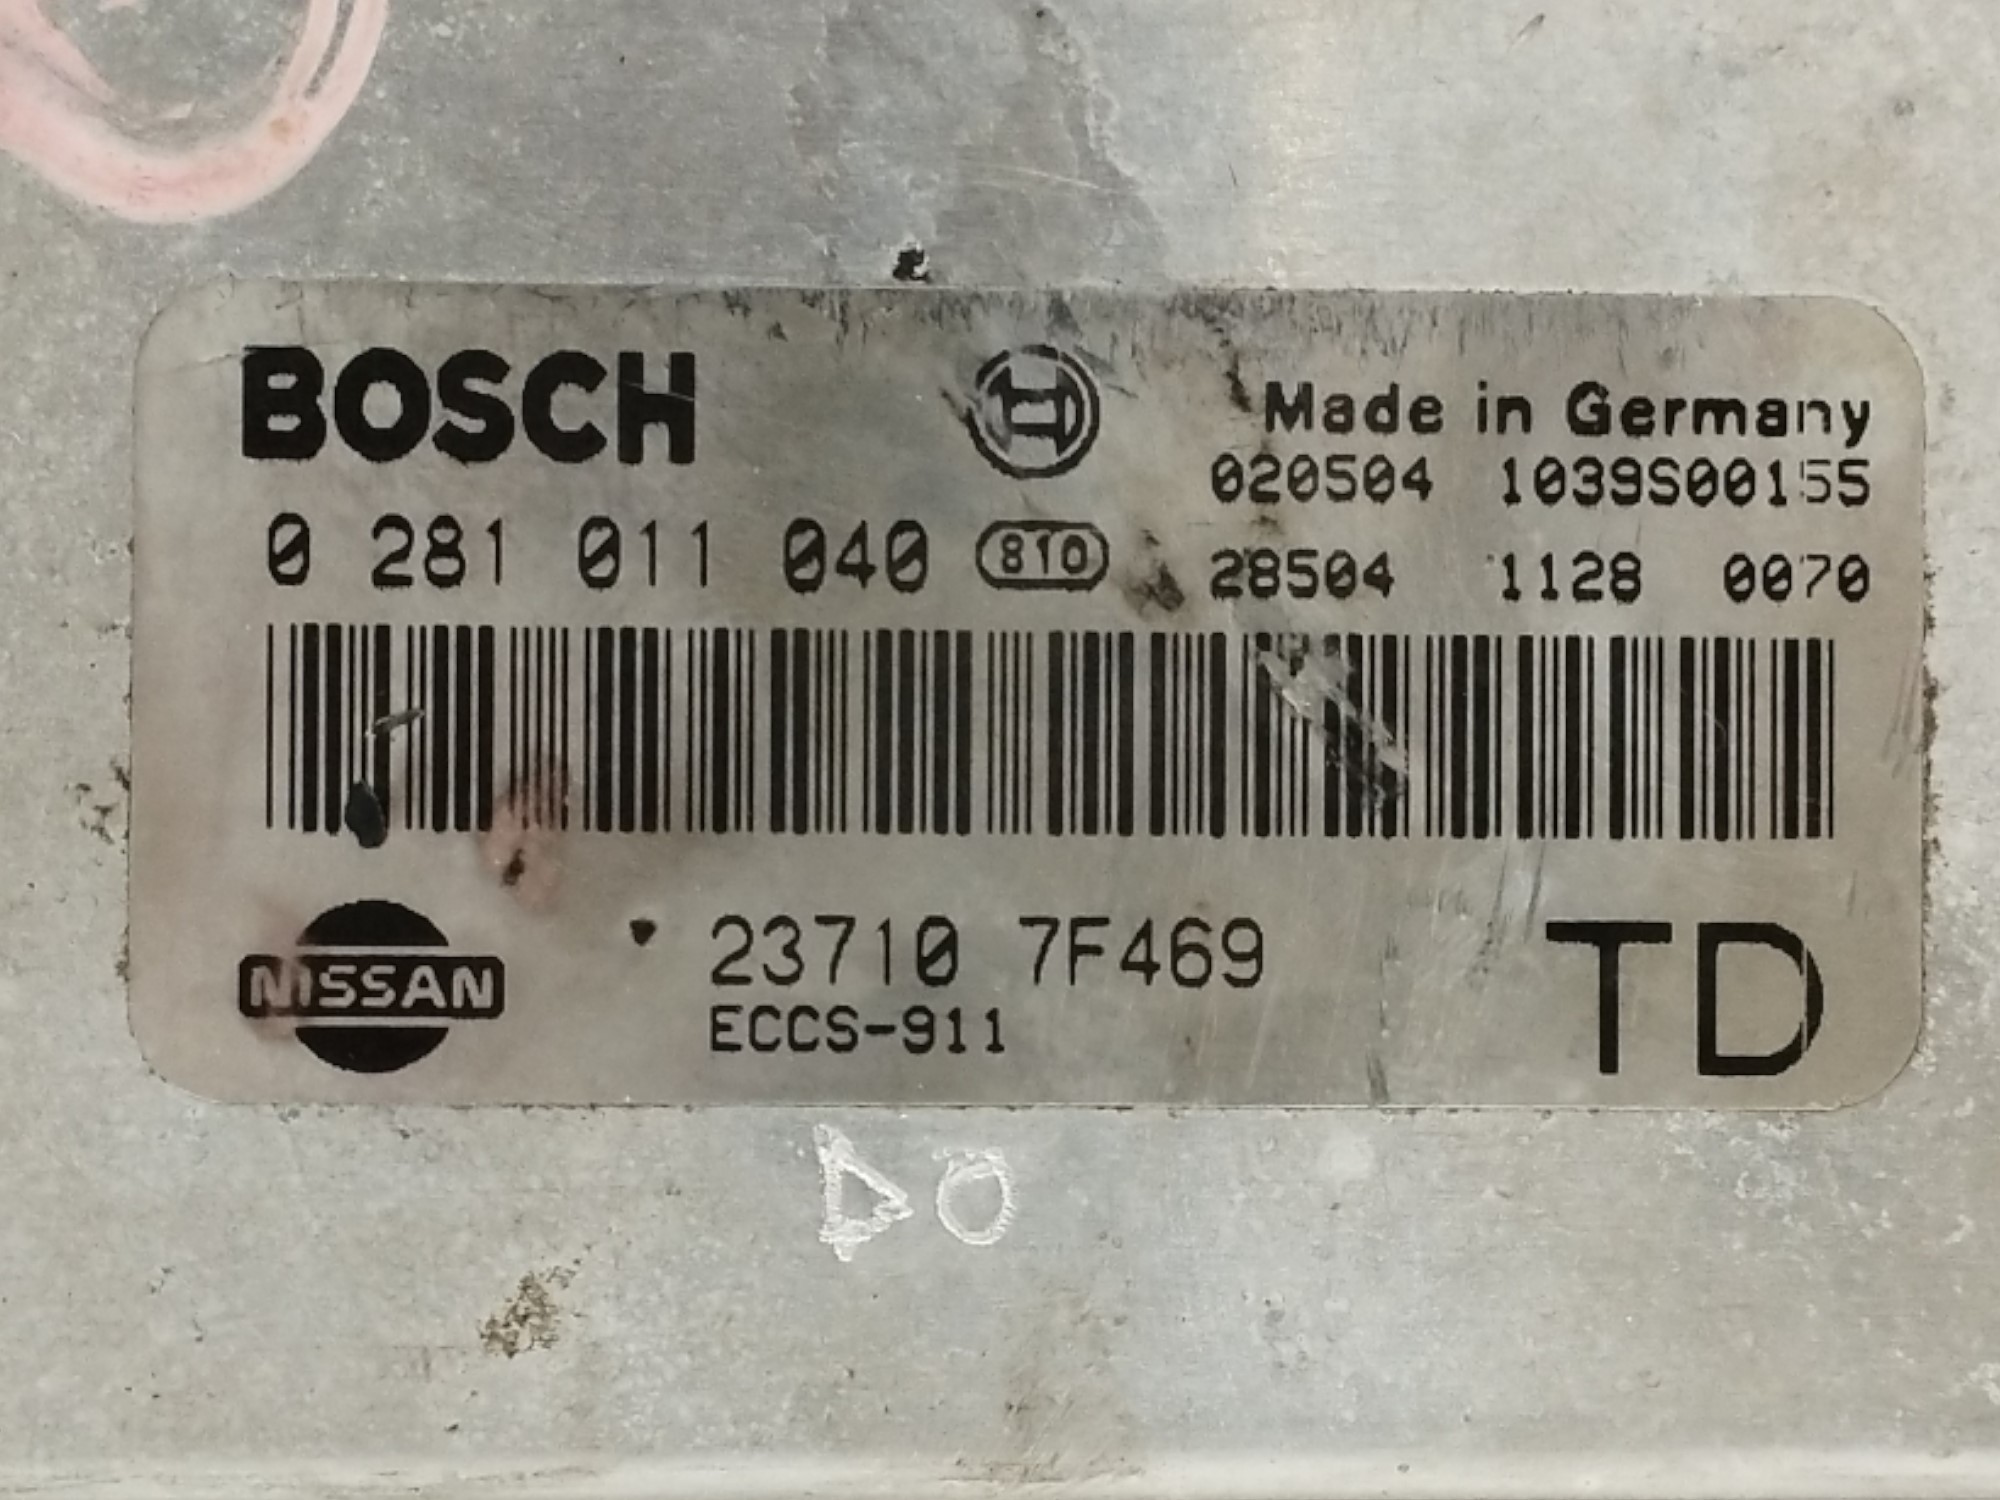 BOSCH
Made in Germany
020504 1039S00155
0 281 011 040 810 28504 1128 0070
NISSAN
23710 7F469 TD
ECCS-911
DO